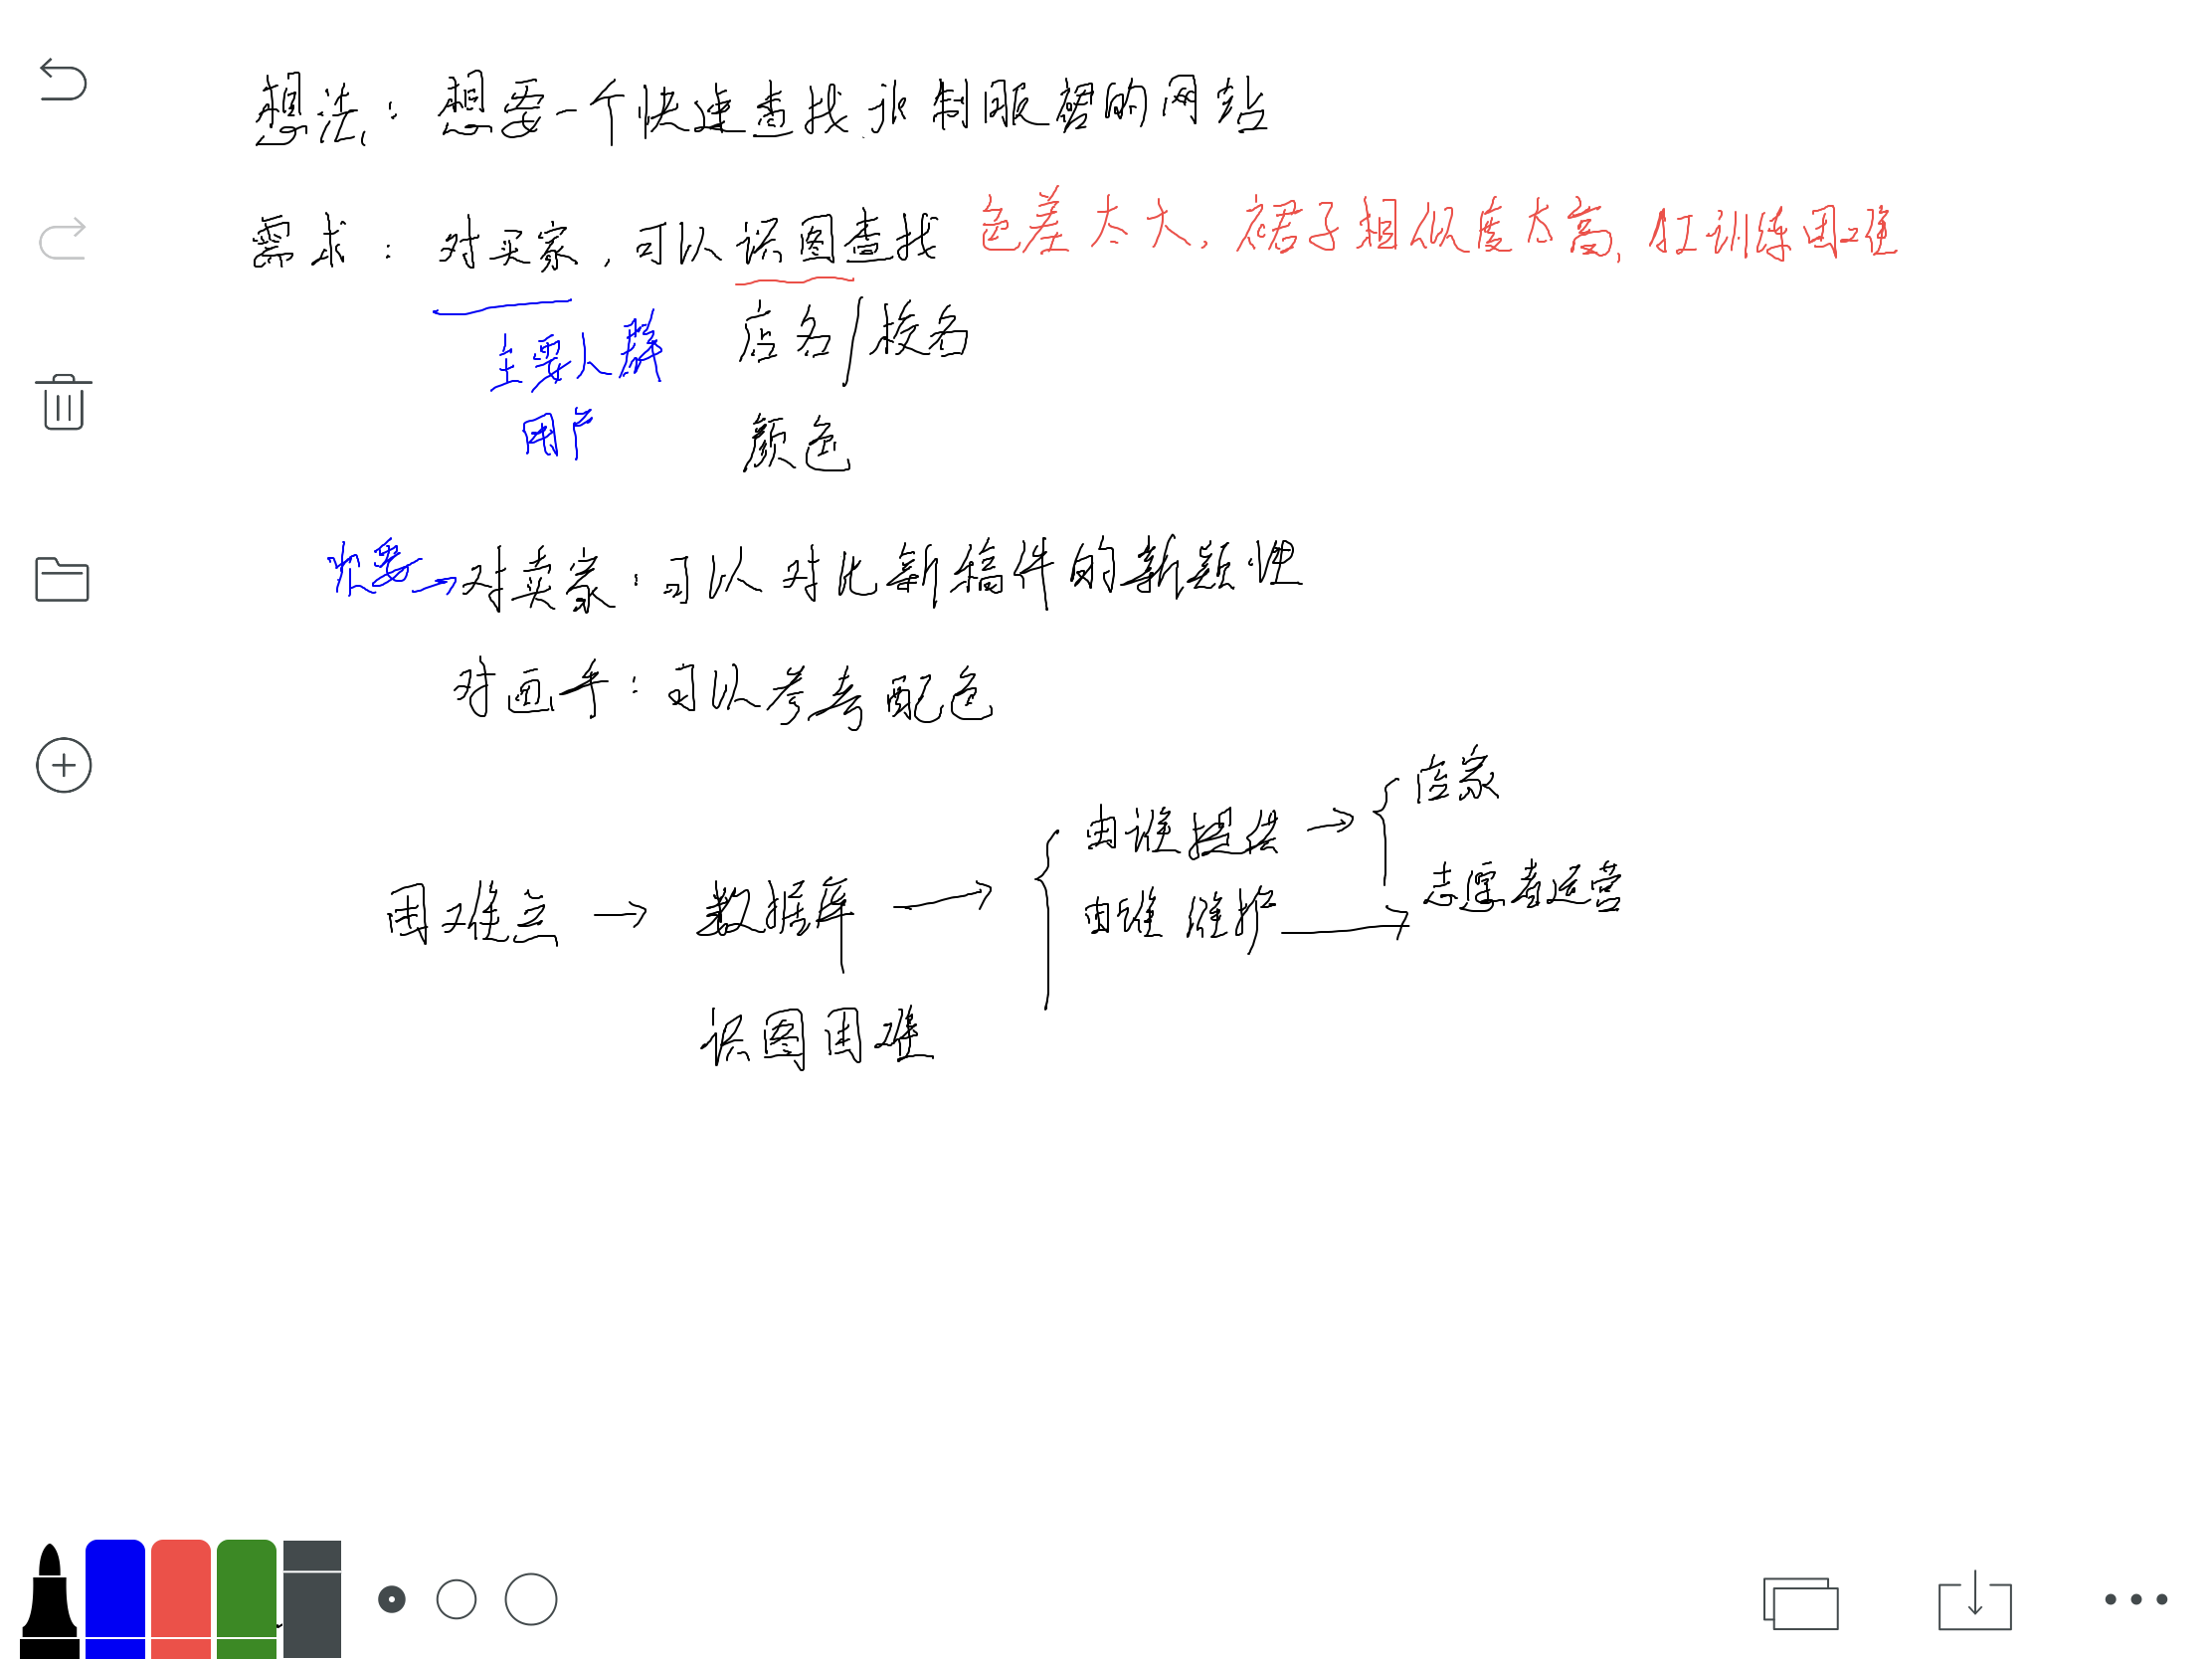 想法：想要一个快速查找jk制服裙的网站
需求：对买家，可以识图查找 色差太大，裙子相似度太高，训练困难
主要人群 店名/校名
用户 颜色
次要→对卖家：可以对比新稿件的新颖性
对画手：可以参考配色
困难点→数据库→{由谁提供→{店家
由谁维护→志愿者运营
识图困难